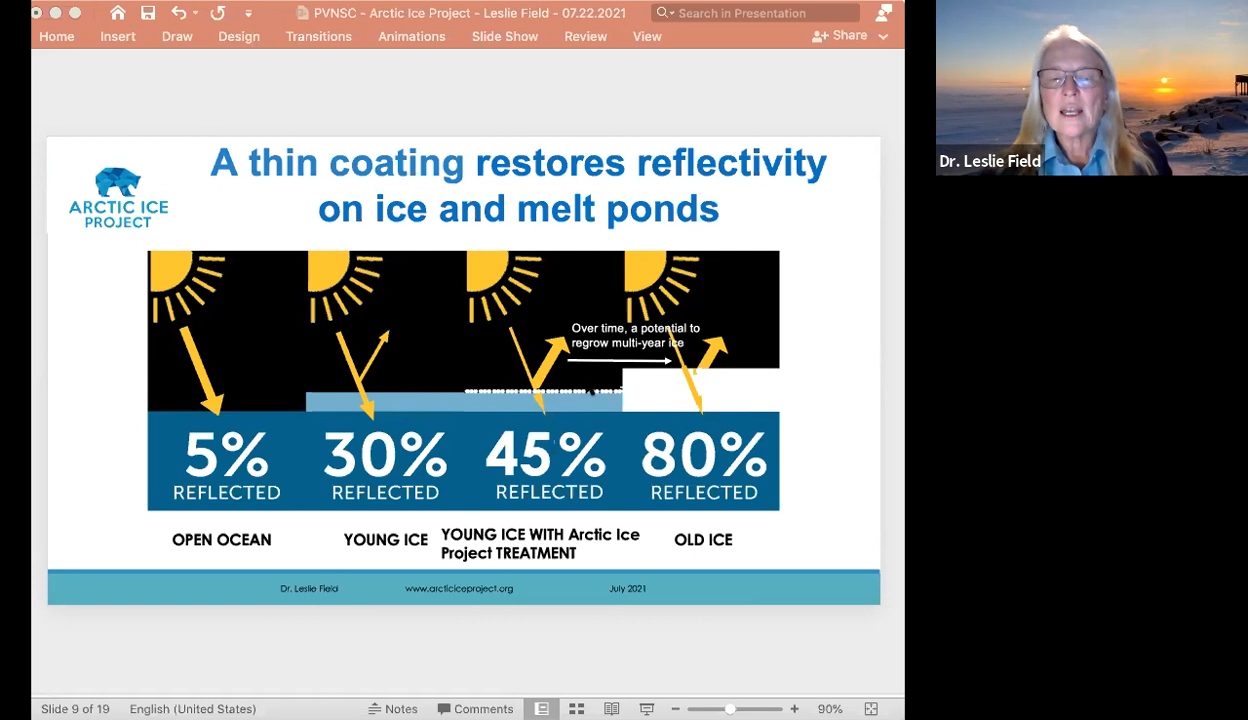 PVNSC - Arctic Ice Project - Leslie Field - 07.22.2021
Search in Presentation
Home Insert Draw Design Transitions Animations Slide Show Review View Share
Dr. Leslie Field
A thin coating restores reflectivity
on ice and melt ponds
ARCTIC ICE
PROJECT
Over time, a potential to
regrow multi-year ice
5% 30% 45% 80%
REFLECTED REFLECTED REFLECTED REFLECTED
OPEN OCEAN YOUNG ICE YOUNG ICE WITH Arctic Ice OLD ICE
Project TREATMENT
Dr. Leslie Field www.arcticiceproject.org July 2021
Slide 9 of 19 English (United States) Notes Comments 90%